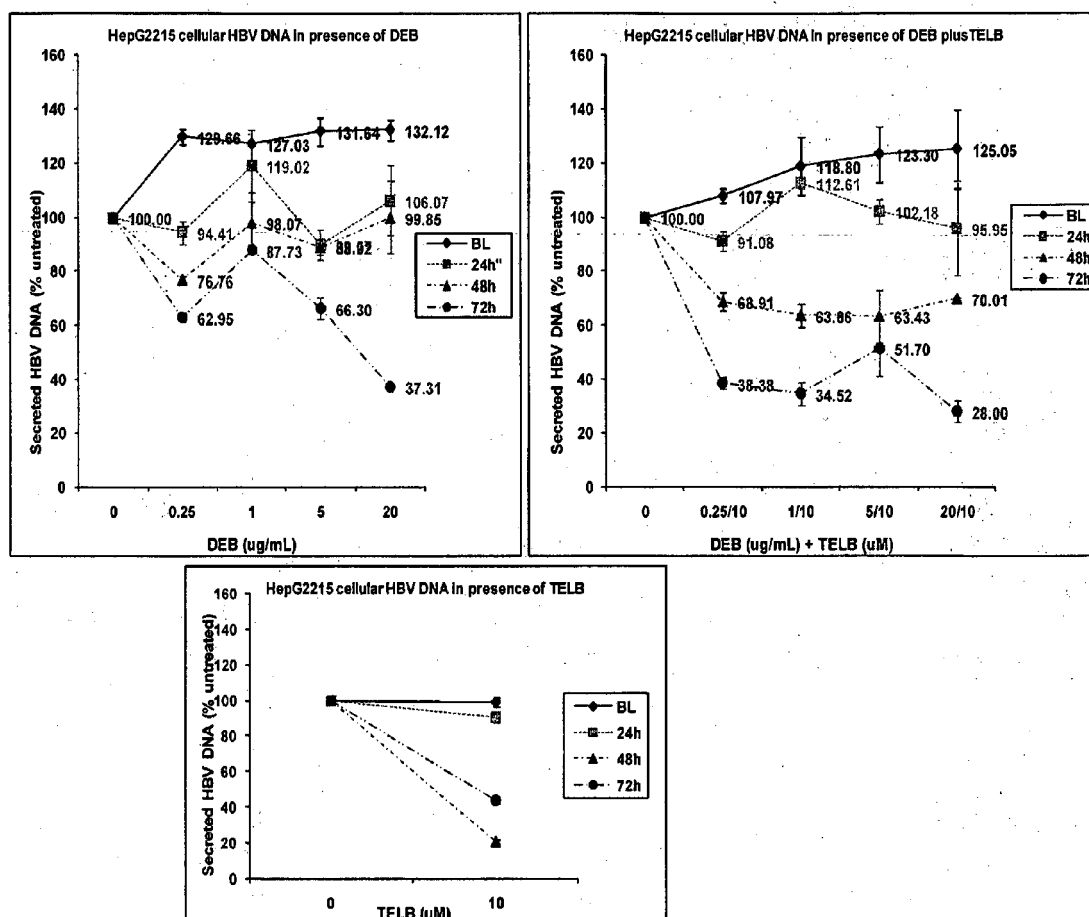 HepG2215 cellular HBV DNA in presence of DEB
Secreted HBV DNA (% untreated)
160
140
120
100
80
60
40
20
0
100.00
129.66
127.03
131.64
132.12
94.41
119.02
106.07
76.76
98.07
99.85
62.95
87.73
66.30
37.31
BL
24h"
48h
72h
0 0.25 1 5 20
DEB (ug/mL)
HepG2215 cellular HBV DNA in presence of DEB plusTELB
Secreted HBV DNA (% untreated)
160
140
120
100
80
60
40
20
0
100.00
107.97
118.80
123.30
125.05
91.08
112.61
102.18
95.95
68.91
63.43
70.01
38.38
34.52
51.70
28.00
BL
24h
48h
72h
0 0.25/10 1/10 5/10 20/10
DEB (ug/mL) + TELB (uM)
HepG2215 cellular HBV DNA in presence of TELB
Secreted HBV DNA (% untreated)
160
140
120
100
80
60
40
20
0
BL
24h
48h
72h
0 10
TELB (uM)